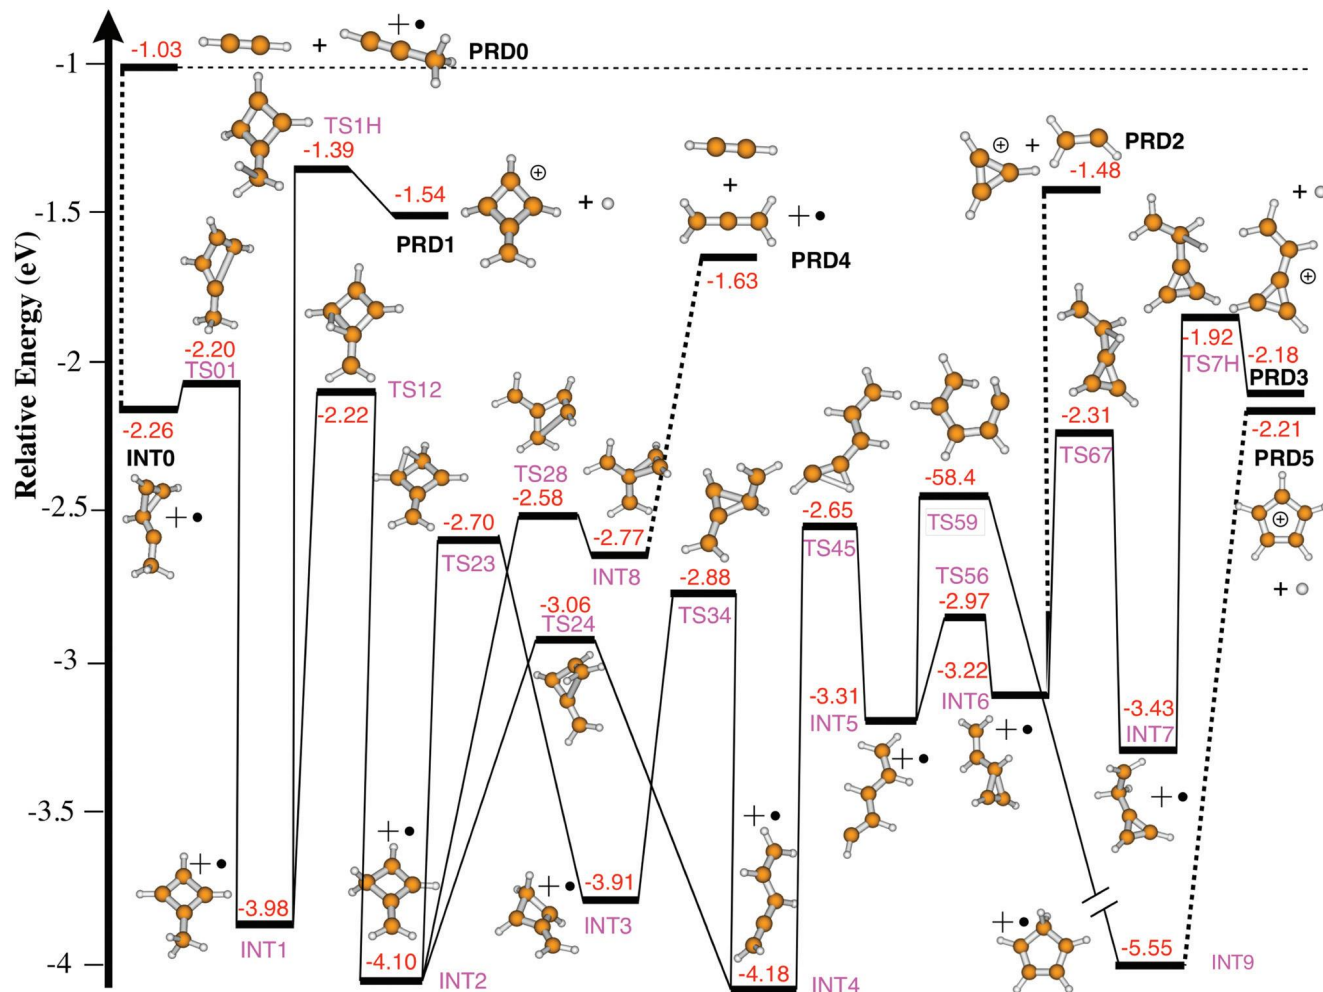 -1.03
+
+ •
PRD0
-1
TS1H
-1.39
-1.54
+
PRD1
+
+ •
PRD4
-1.63
+
PRD2
-1.48
+
-1.5
Relative Energy (eV)
-2.20
TS01
-2
-2.26
INT0
+ •
TS12
-2.22
TS28
-2.58
-2.5
-2.70
TS23
-2.77
INT8
-2.65
TS45
-58.4
TS59
TS56
-2.97
-2.31
TS67
-1.92
TS7H
-2.18
PRD3
-2.21
PRD5
+
-3.06
TS24
-2.88
TS34
-3
-3.31
INT5
+ •
-3.22
INT6
+ •
-3.43
INT7
+ •
-3.5
+ •
-3.98
INT1
+ •
-4.10
INT2
+ •
-3.91
INT3
+ •
-4.18
INT4
+ •
-5.55
INT9
-4